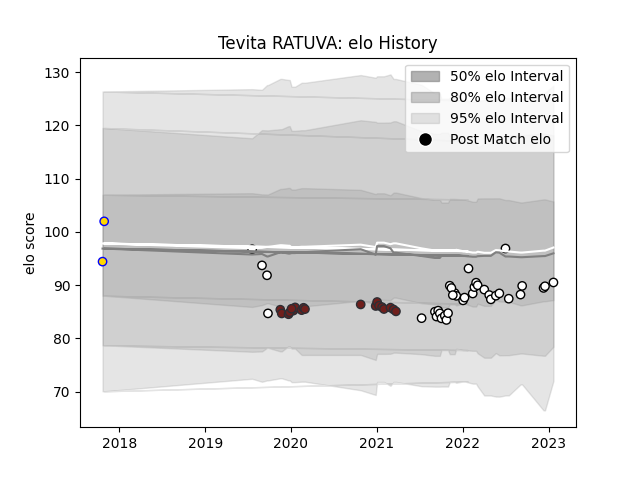 Tevita RATUVA: elo History
130
120
110
100
90
80
70
elo score
50% elo Interval
80% elo Interval
95% elo Interval
Post Match elo
2018
2019
2020
2021
2022
2023